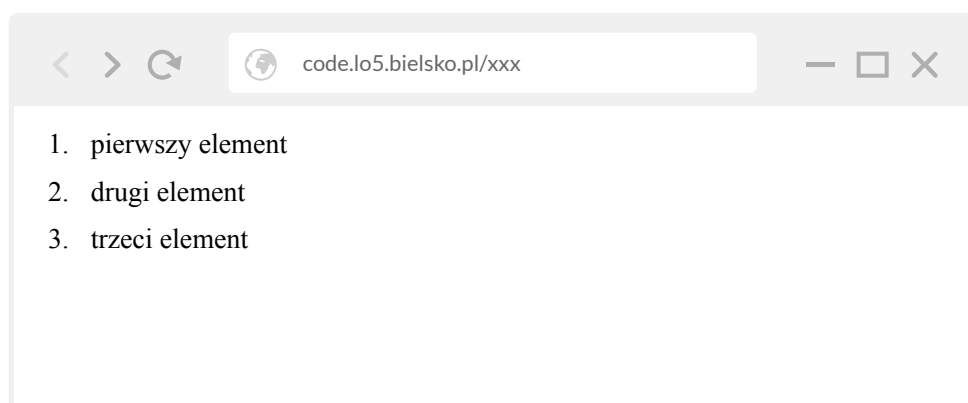 code.lo5.bielsko.pl/xxx
1. pierwszy element
2. drugi element
3. trzeci element